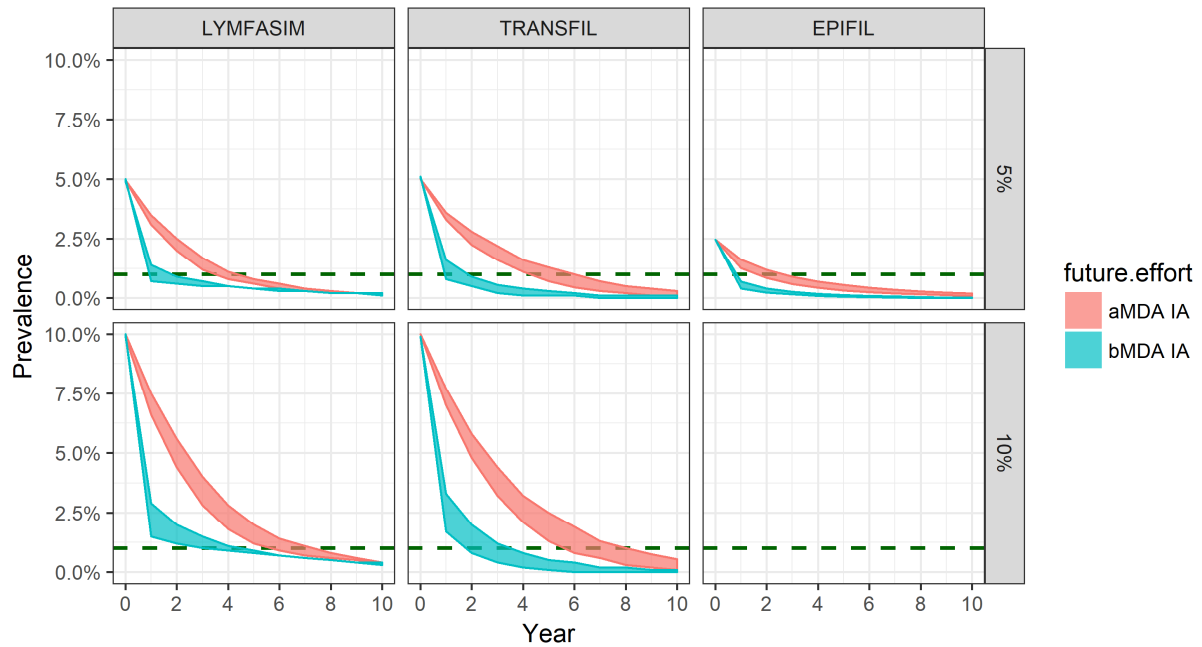 LYMFASIM TRANSFIL EPIFIL
10.0%
7.5%
5.0%
2.5%
0.0%
5%
10.0%
7.5%
5.0%
2.5%
0.0%
10%
Prevalence
0 2 4 6 8 10 0 2 4 6 8 10 0 2 4 6 8 10
Year
future.effort
aMDA IA
bMDA IA